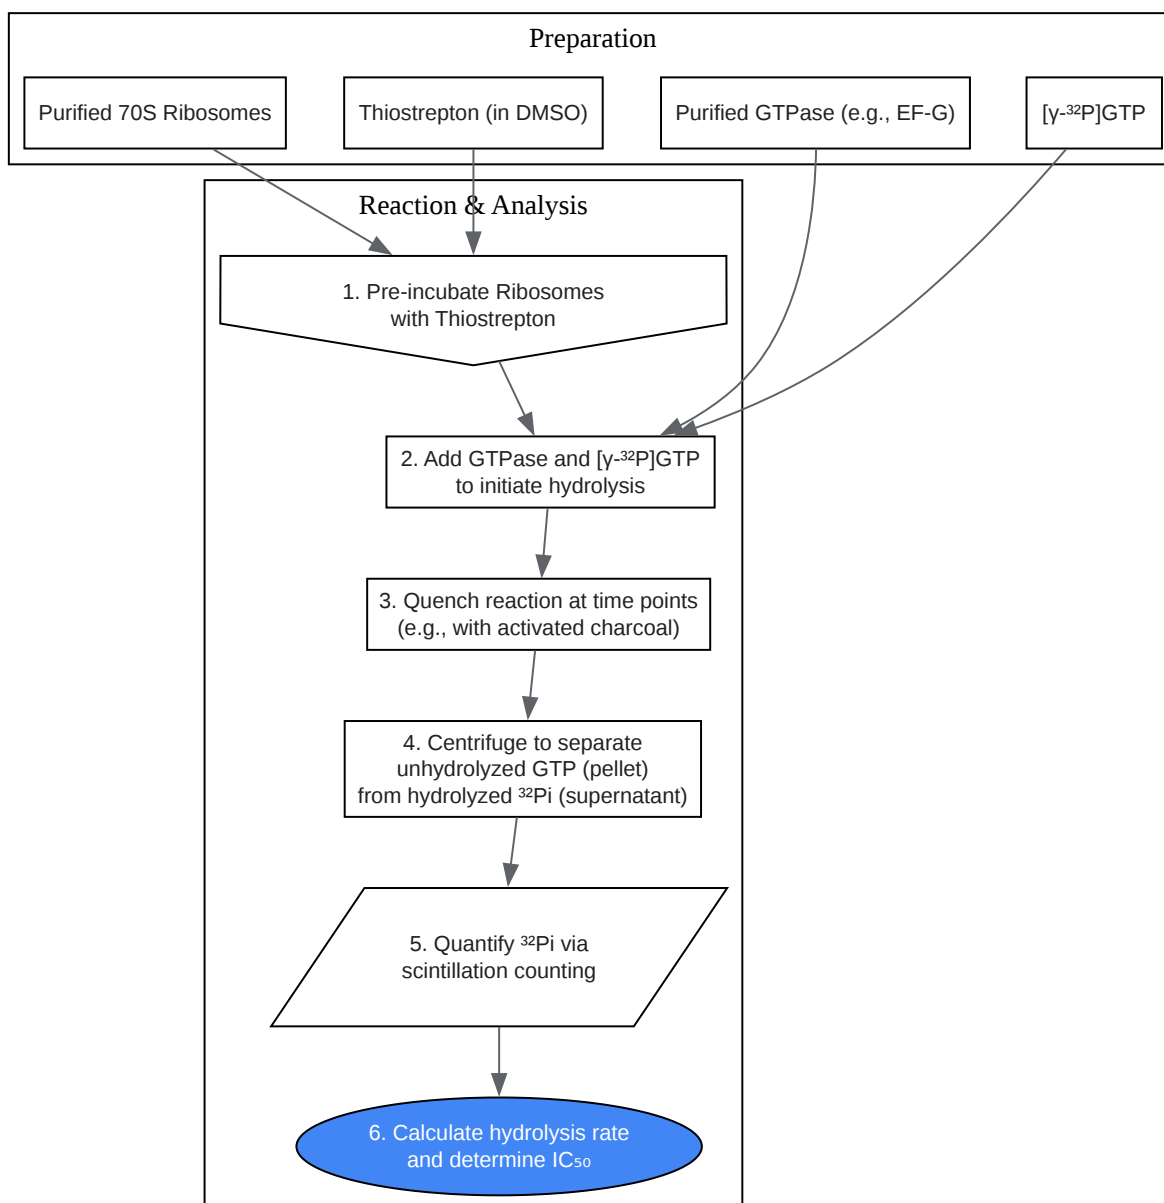 Preparation
Purified 70S Ribosomes
Thiostrepton (in DMSO)
Purified GTPase (e.g., EF-G)
[γ-³²P]GTP
Reaction & Analysis
1. Pre-incubate Ribosomes
with Thiostrepton
2. Add GTPase and [γ-³²P]GTP
to initiate hydrolysis
3. Quench reaction at time points
(e.g., with activated charcoal)
4. Centrifuge to separate
unhydrolyzed GTP (pellet)
from hydrolyzed ³²Pi (supernatant)
5. Quantify ³²Pi via
scintillation counting
6. Calculate hydrolysis rate
and determine IC₅₀